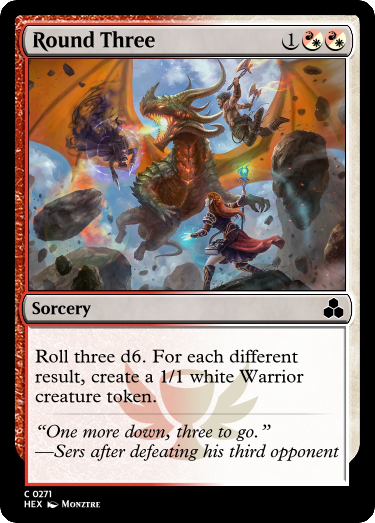 Round Three 1
Sorcery
Roll three d6. For each different
result, create a 1/1 white Warrior
creature token.
“One more down, three to go.”
—Sers after defeating his third opponent
C 0271
HEX Monztre